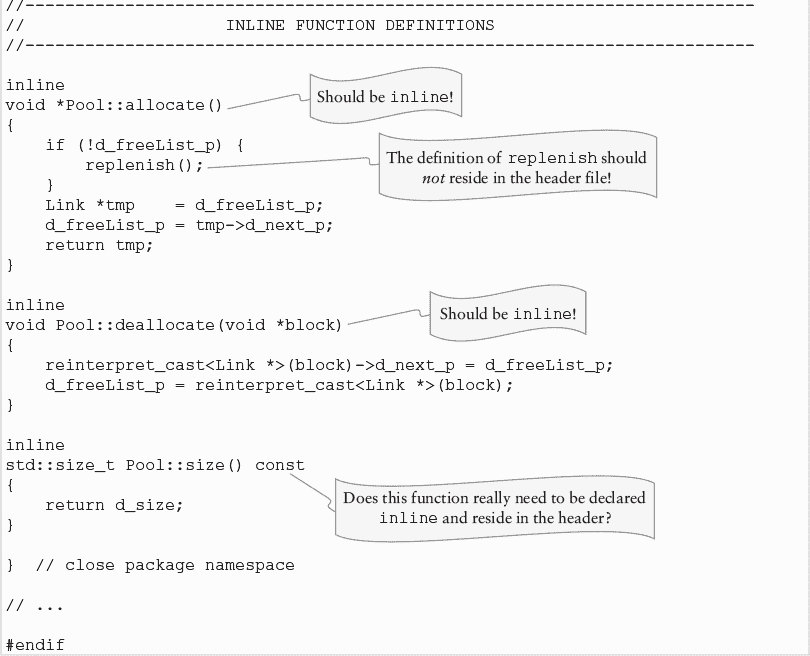 //-------------------------------------------------------------------------
// INLINE FUNCTION DEFINITIONS
//-------------------------------------------------------------------------
inline
void *Pool::allocate()
Should be inline!
{
if (!d_freeList_p) {
replenish();
The definition of replenish should
not reside in the header file!
}
Link *tmp    = d_freeList_p;
d_freeList_p = tmp->d_next_p;
return tmp;
}
inline
void Pool::deallocate(void *block)
Should be inline!
{
reinterpret_cast<Link *>(block)->d_next_p = d_freeList_p;
d_freeList_p = reinterpret_cast<Link *>(block);
}
inline
std::size_t Pool::size() const
{
return d_size;
}
Does this function really need to be declared
inline and reside in the header?
}  // close package namespace
// ...
#endif